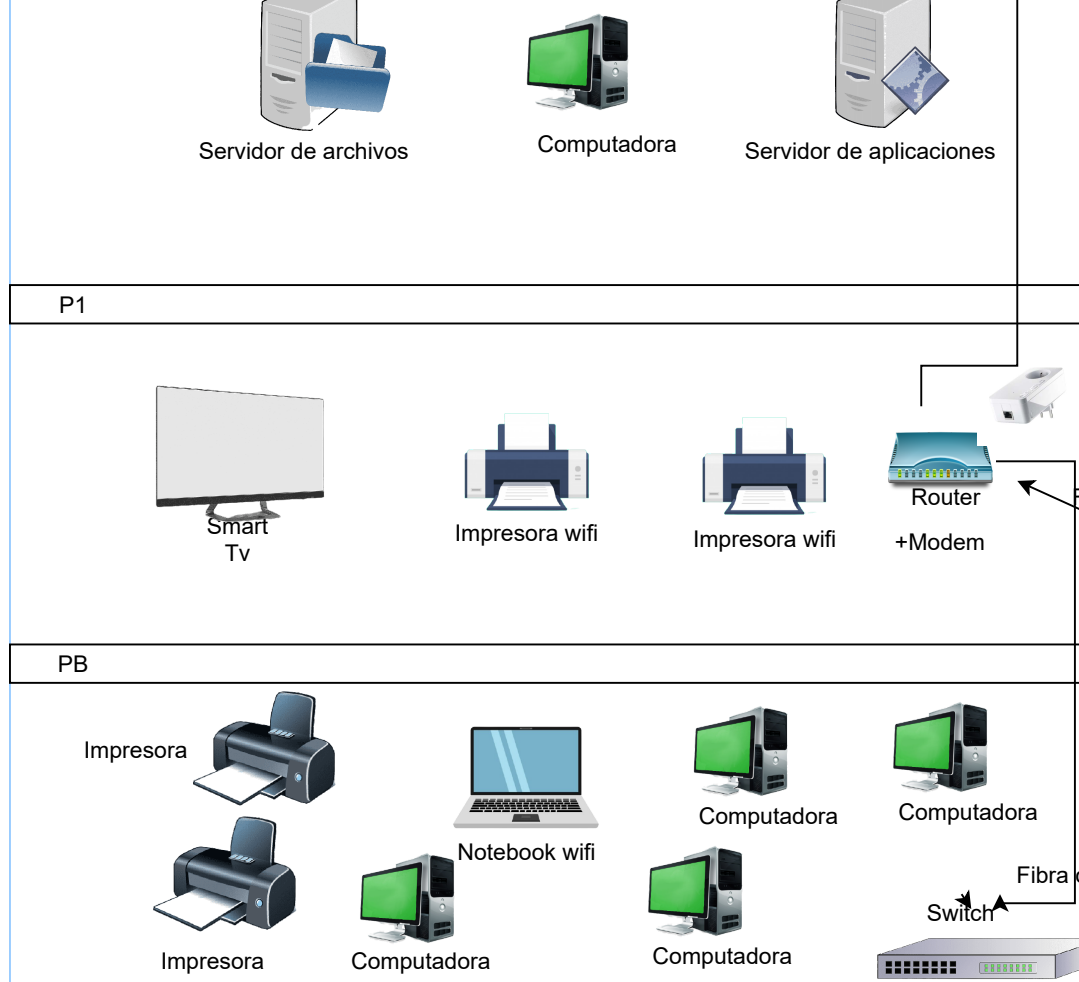 Servidor de archivos
Computadora
Servidor de aplicaciones
P1
Smart
Tv
Impresora wifi
Impresora wifi
Router
+Modem
PB
Impresora
Notebook wifi
Computadora
Computadora
Impresora
Computadora
Computadora
Fibra
Switch